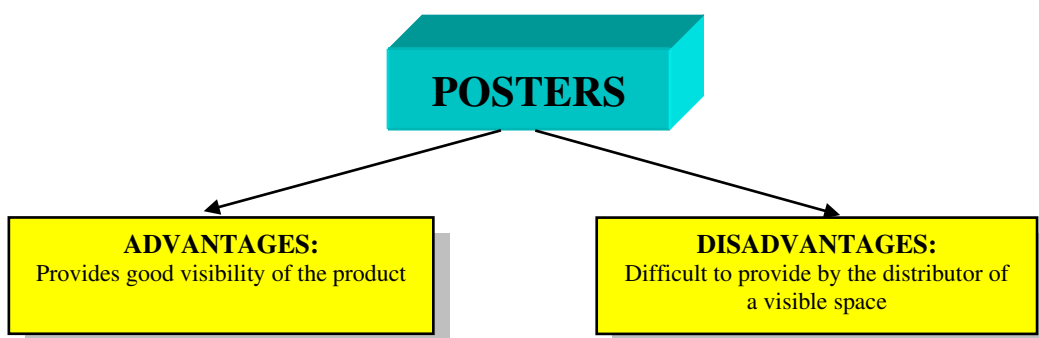 POSTERS
ADVANTAGES:
Provides good visibility of the product
DISADVANTAGES:
Difficult to provide by the distributor of
a visible space